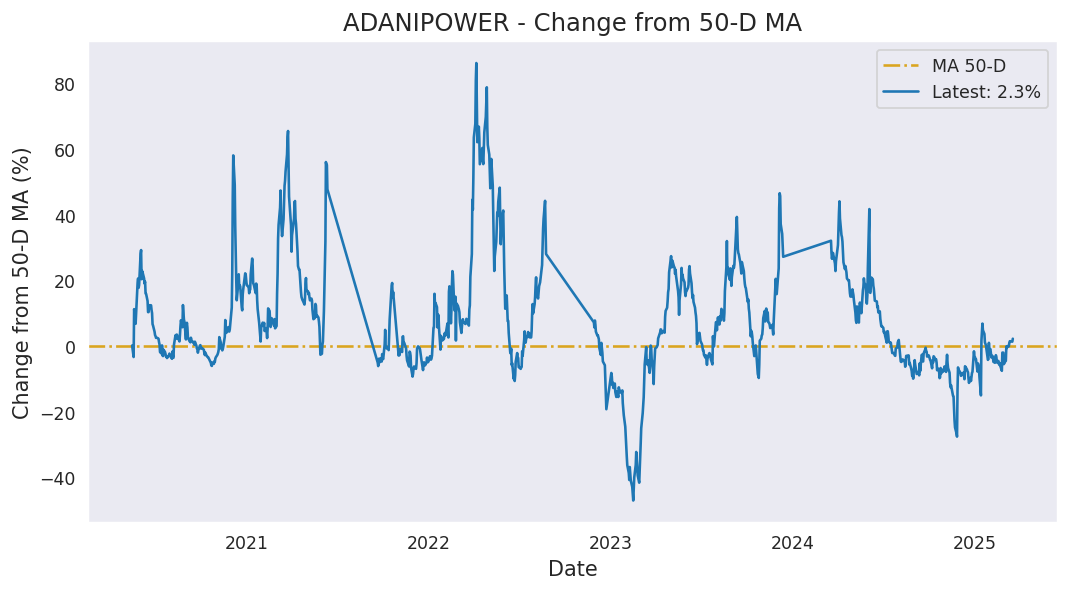 ADANIPOWER - Change from 50-D MA
MA 50-D
Latest: 2.3%
Change from 50-D MA (%)
80
60
40
20
0
−20
−40
2021 2022 2023 2024 2025
Date